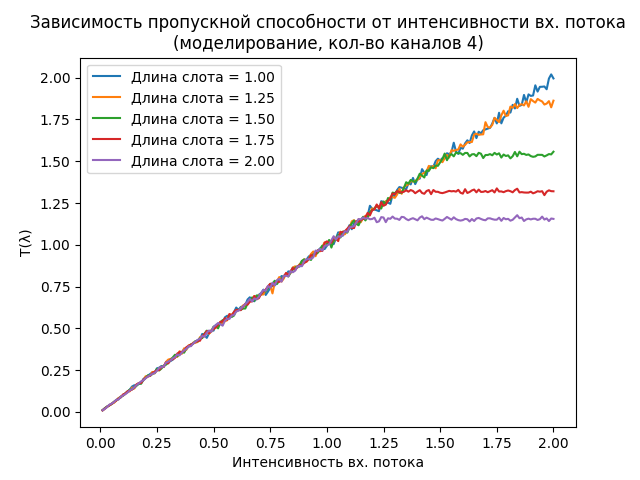 Зависимость пропускной способности от интенсивности вх. потока
(моделирование, кол-во каналов 4)
2.00
1.75
1.50
1.25
1.00
0.75
0.50
0.25
0.00
T(λ)
Длина слота = 1.00
Длина слота = 1.25
Длина слота = 1.50
Длина слота = 1.75
Длина слота = 2.00
0.00 0.25 0.50 0.75 1.00 1.25 1.50 1.75 2.00
Интенсивность вх. потока